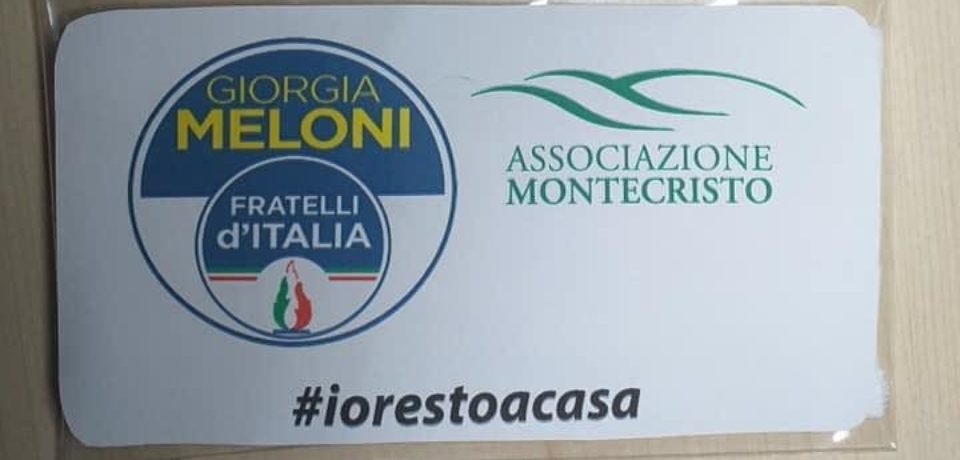 GIORGIA
MELONI
FRATELLI
d'ITALIA
ASSOCIAZIONE
MONTECRISTO
#iorestoacasa